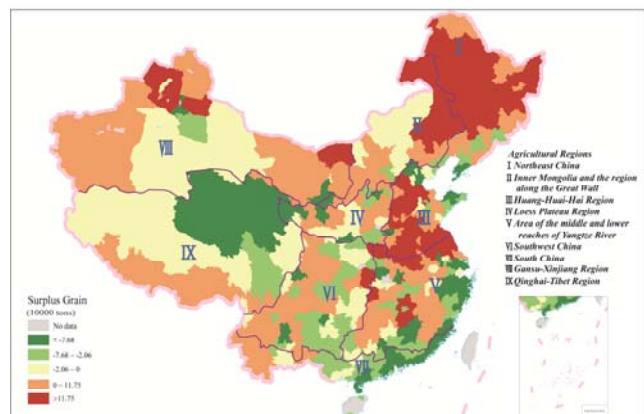 I
II
VIII
IV
III
IX
VI
V
VII
Agricultural Regions
I Northeast China
II Inner Mongolia and the region
along the Great Wall
III Huang-Huai-Hai Region
IV Loess Plateau Region
V Area of the middle and lower
reaches of Yangtze River
VI Southwest China
VII South China
VIII Gansu-Xinjiang Region
IX Qinghai-Tibet Region
Surplus Grain
(10000 tons)
No data
< -7.68
-7.68 – -2.06
-2.06 – 0
0 – 11.75
>11.75